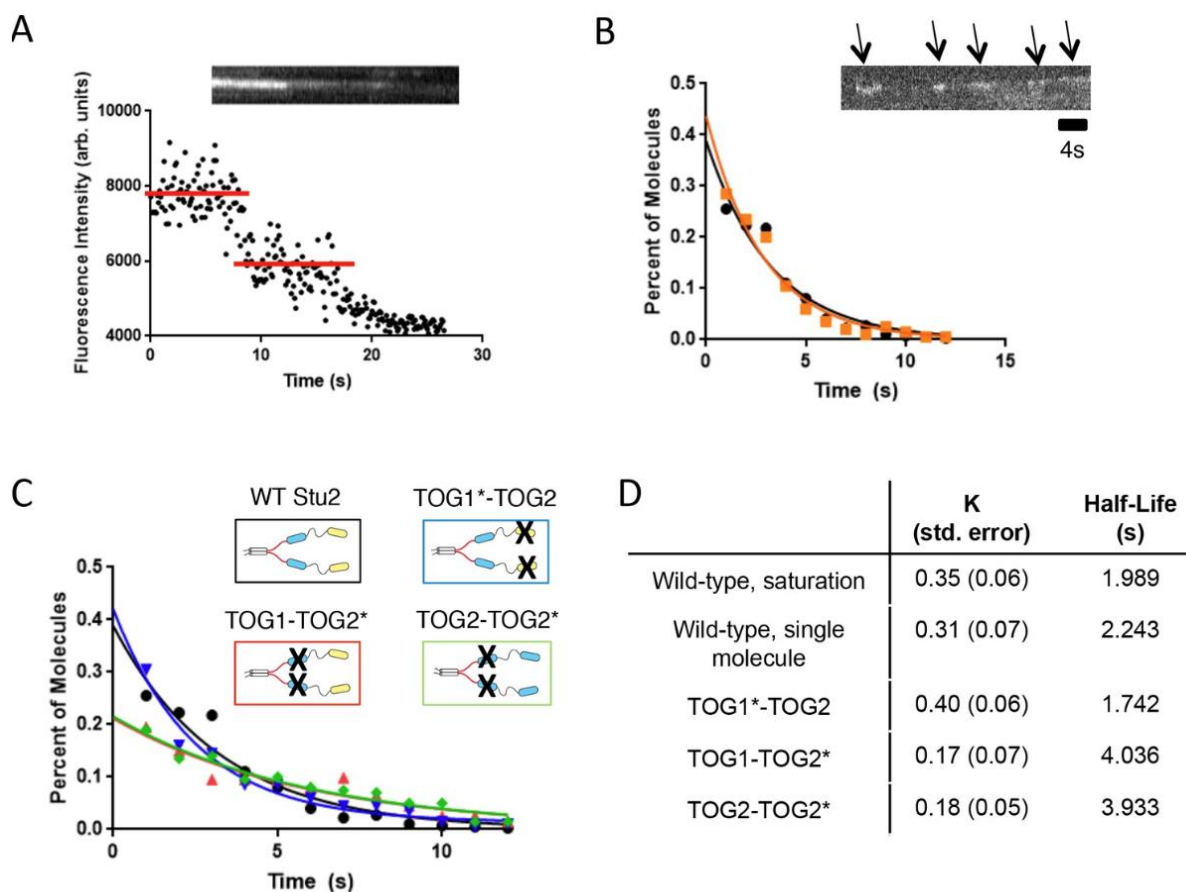 A
Fluorescence Intensity (arb. units)
10000
8000
6000
4000
0
10
20
30
Time (s)
B
4s
Percent of Molecules
0.5
0.4
0.3
0.2
0.1
0.0
0
5
10
15
Time (s)
C
WT Stu2
TOG1*-TOG2
TOG1-TOG2*
TOG2-TOG2*
X
X
X
X
X
X
Percent of Molecules
0.5
0.4
0.3
0.2
0.1
0.0
0
5
10
Time (s)
D
K
(std. error)
Half-Life
(s)
Wild-type, saturation
0.35 (0.06)
1.989
Wild-type, single
molecule
0.31 (0.07)
2.243
TOG1*-TOG2
0.40 (0.06)
1.742
TOG1-TOG2*
0.17 (0.07)
4.036
TOG2-TOG2*
0.18 (0.05)
3.933